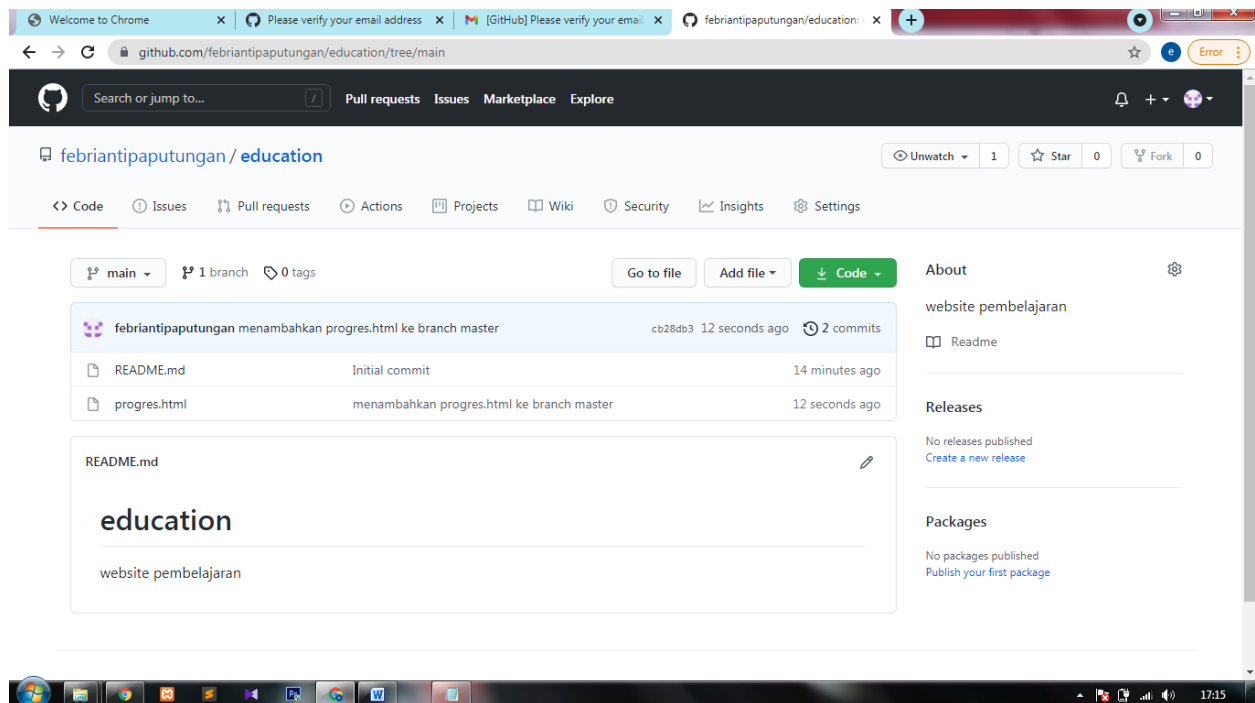 Welcome to Chrome
Please verify your email address
[GitHub] Please verify your email
febriantipaputungan/education:
github.com/febriantipaputungan/education/tree/main
e
Error
Search or jump to...
/
Pull requests Issues Marketplace Explore
febriantipaputungan / education
Unwatch 1
Star 0
Fork 0
Code
Issues
Pull requests
Actions
Projects
Wiki
Security
Insights
Settings
main
1 branch
0 tags
Go to file
Add file
Code
febriantipaputungan menambahkan progres.html ke branch master
cb28db3 12 seconds ago
2 commits
README.md Initial commit 14 minutes ago
progres.html menambahkan progres.html ke branch master 12 seconds ago
README.md
education
website pembelajaran
About
website pembelajaran
Readme
Releases
No releases published
Create a new release
Packages
No packages published
Publish your first package
Ps
W
17:15